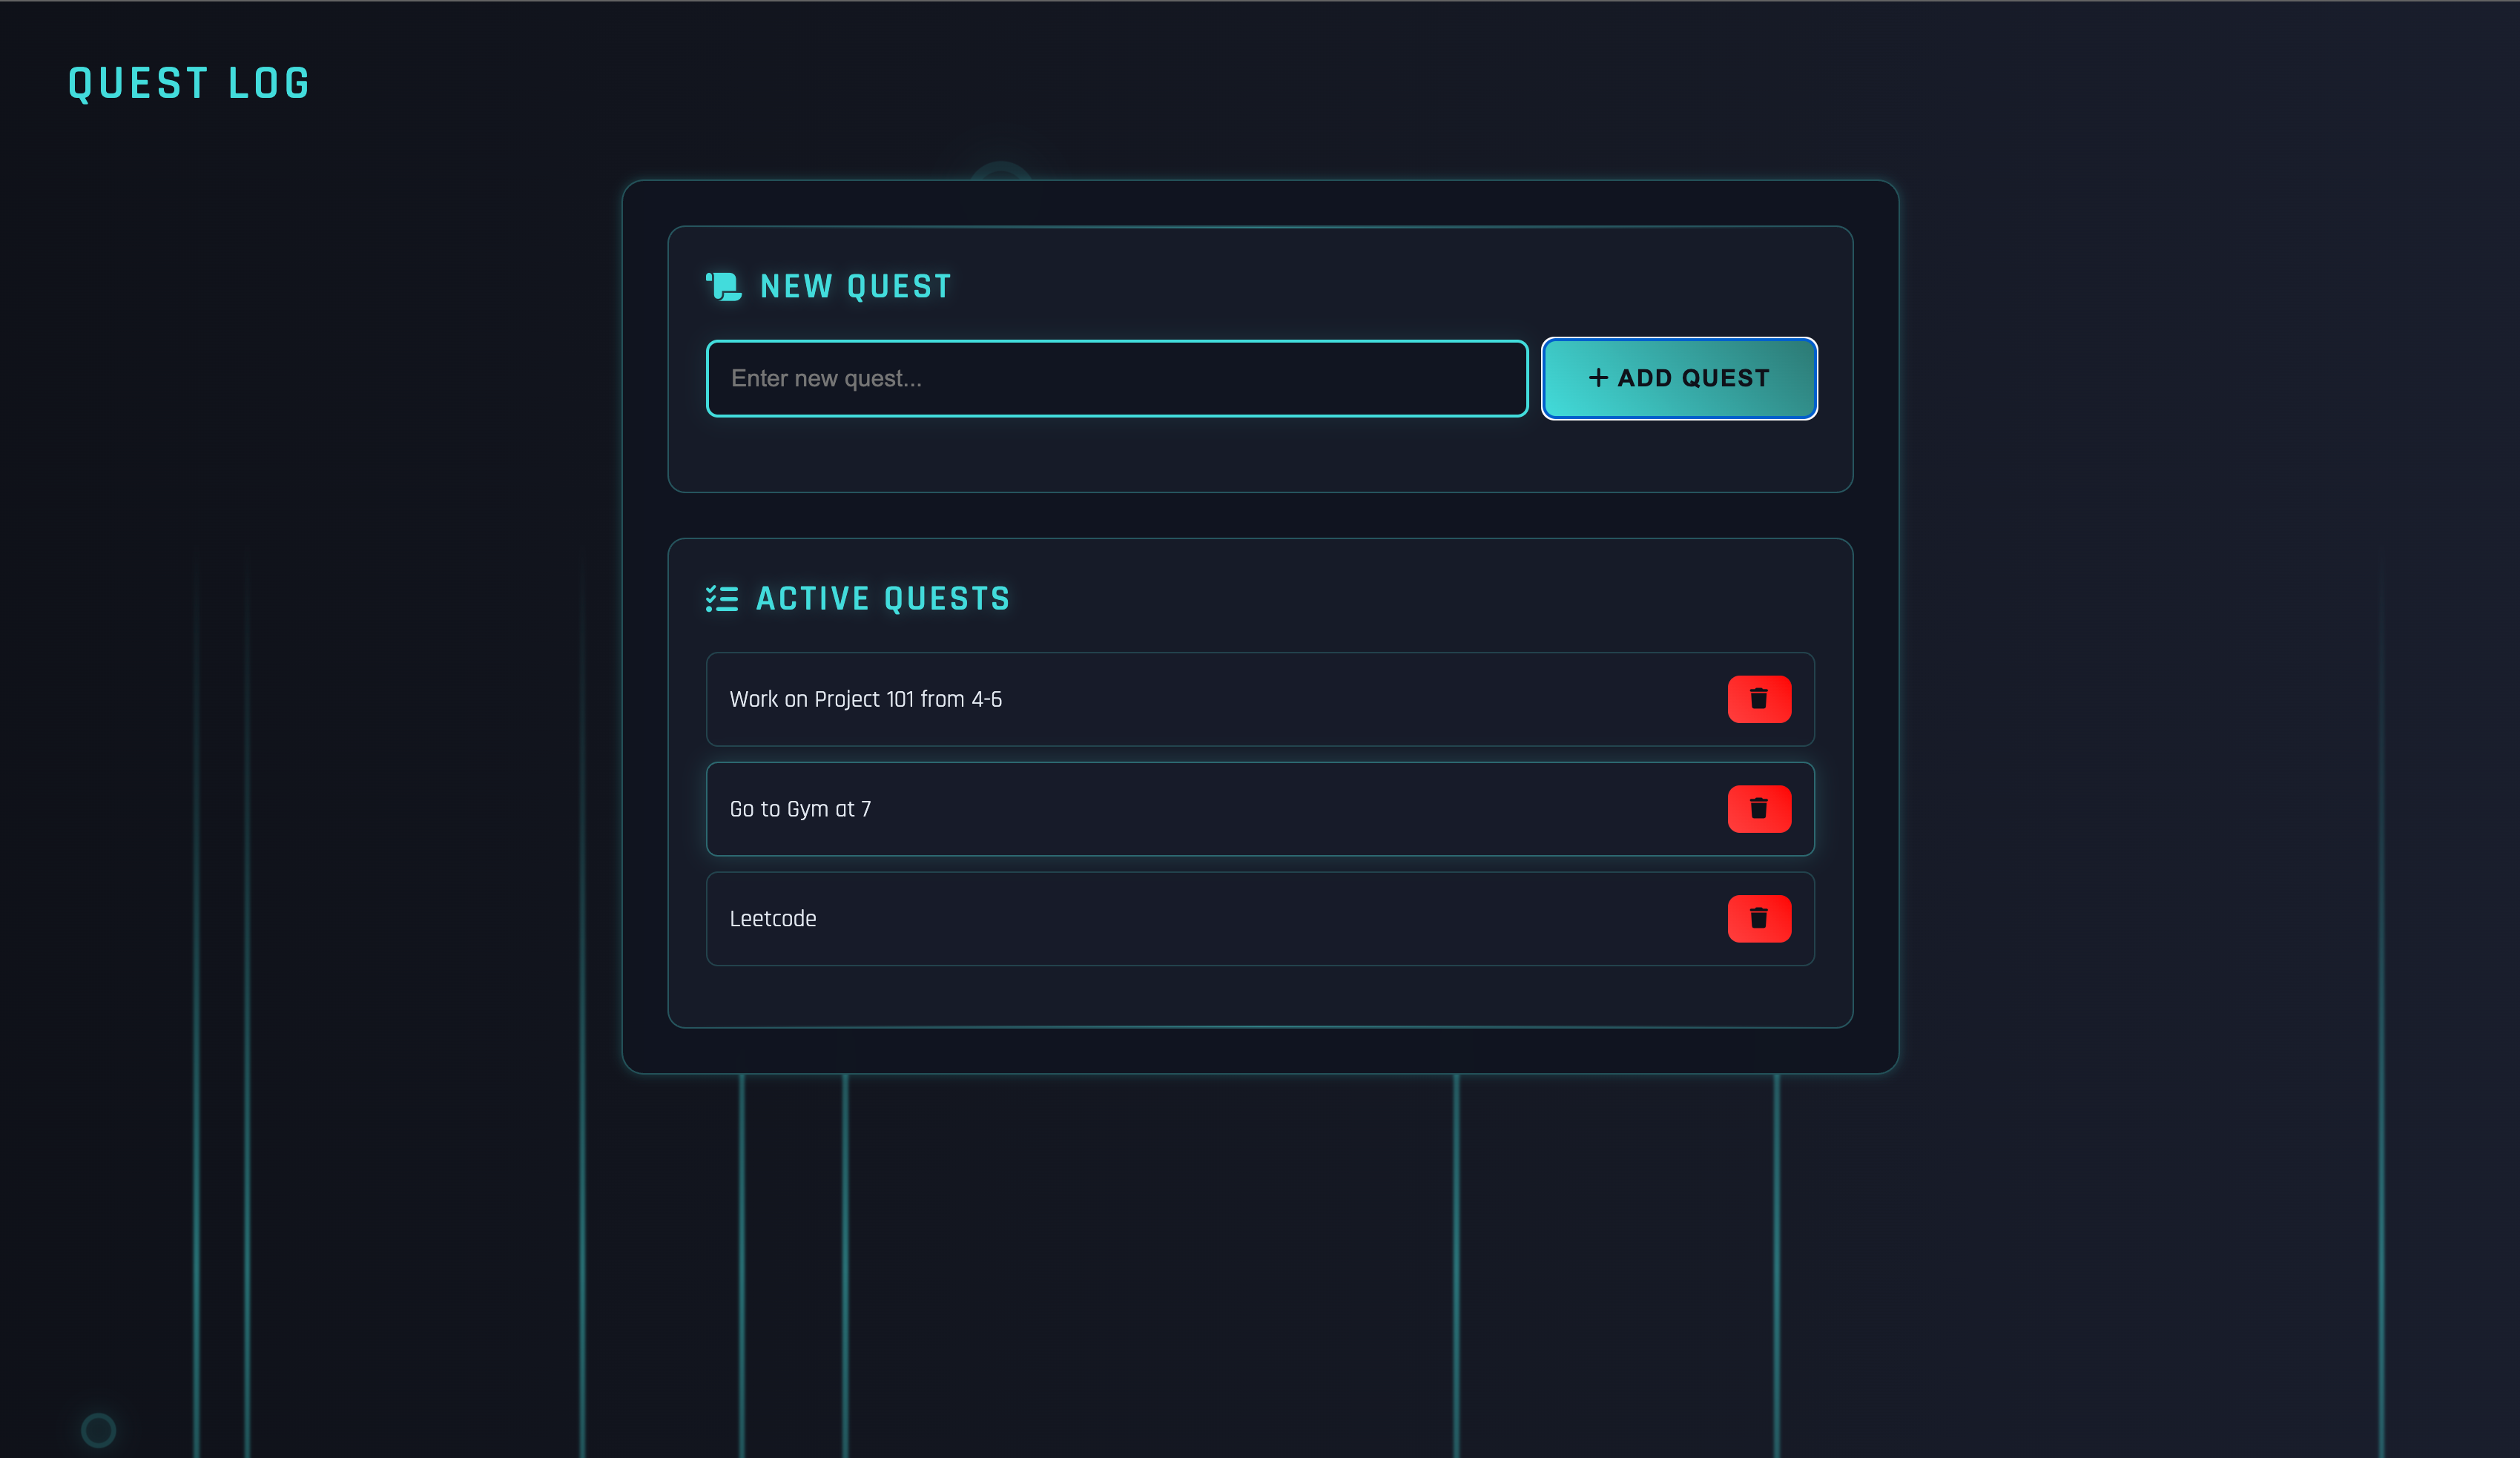 QUEST LOG
NEW QUEST
Enter new quest...
ADD QUEST
ACTIVE QUESTS
Work on Project 101 from 4-6
Go to Gym at 7
Leetcode